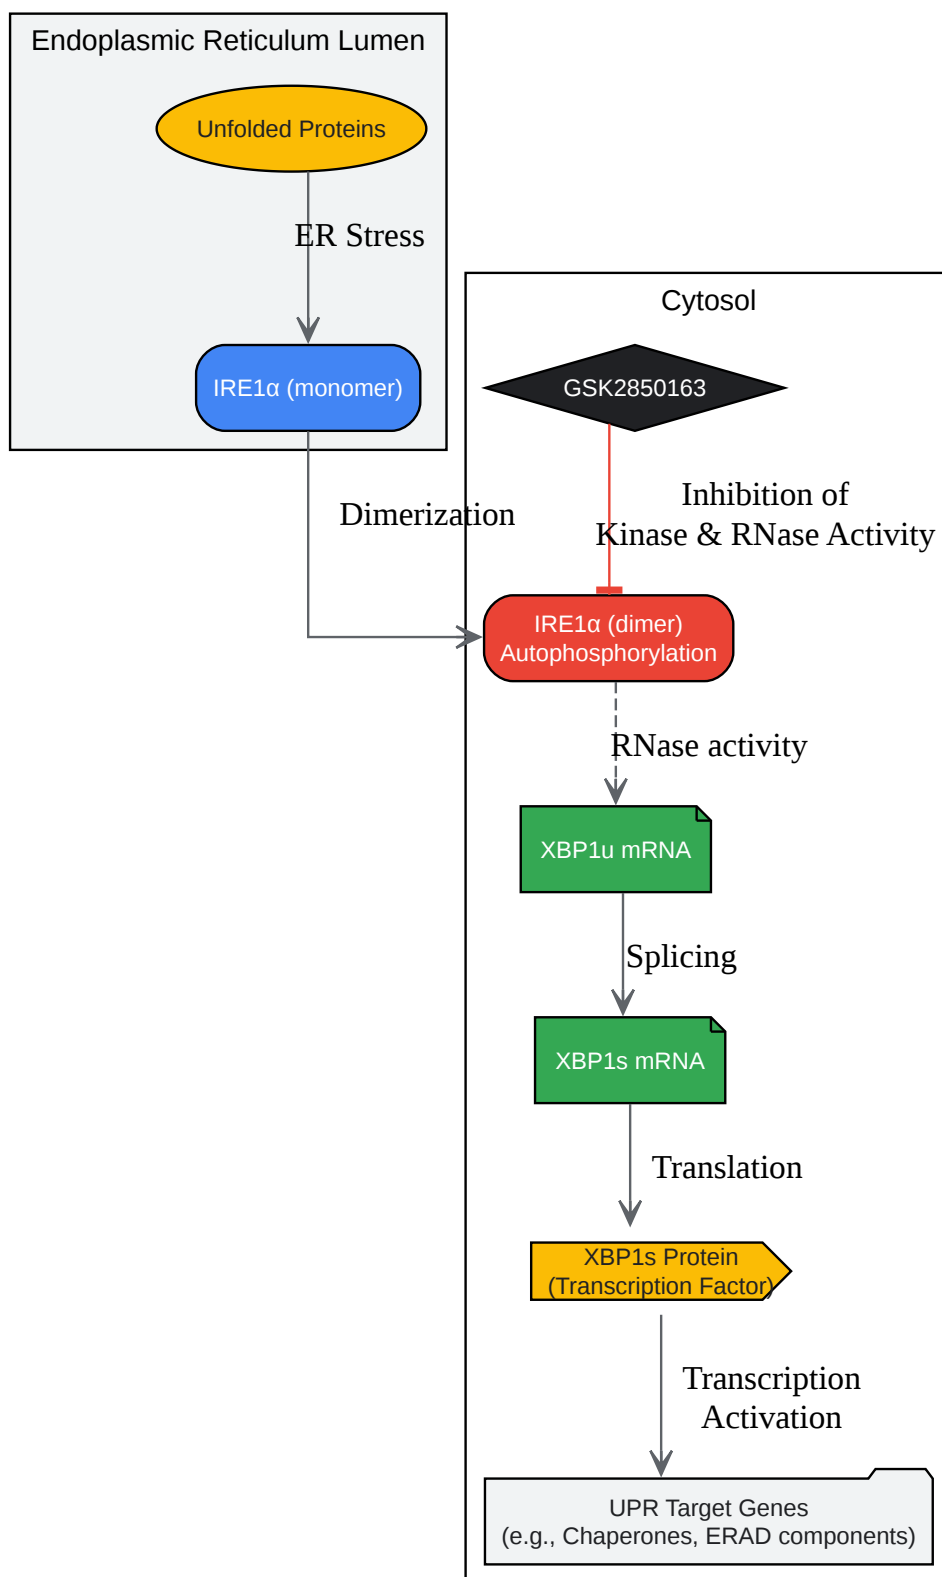 Endoplasmic Reticulum Lumen
Unfolded Proteins
ER Stress
Cytosol
IRE1α (monomer)
GSK2850163
Dimerization
Inhibition of
Kinase & RNase Activity
IRE1α (dimer)
Autophosphorylation
RNase activity
XBP1u mRNA
Splicing
XBP1s mRNA
Translation
XBP1s Protein
(Transcription Factor)
Transcription
Activation
UPR Target Genes
(e.g., Chaperones, ERAD components)